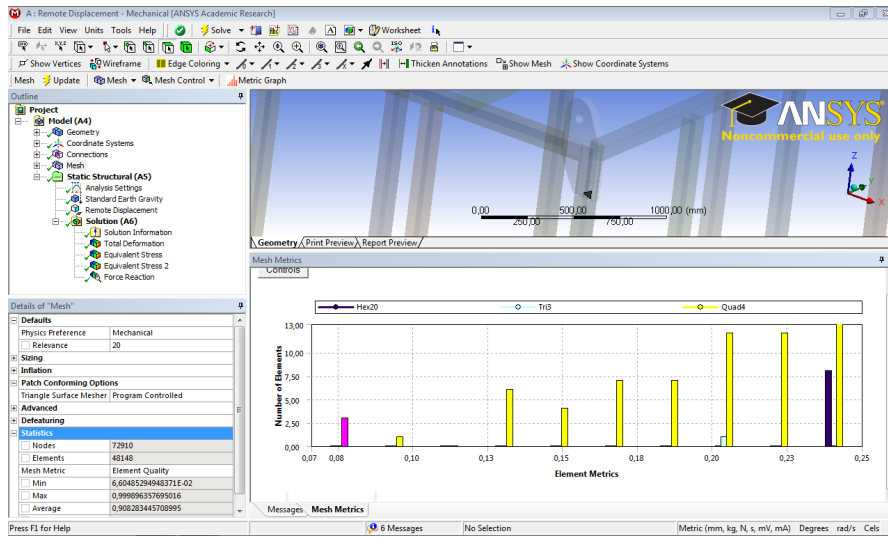 A : Remote Displacement - Mechanical [ANSYS Academic Research]
File Edit View Units Tools Help Solve Worksheet
Show Vertices Wireframe Edge Coloring Thicken Annotations Show Mesh Show Coordinate Systems
Mesh Update Mesh Mesh Control Metric Graph
Outline
Project
Model (A4)
Geometry
Coordinate Systems
Connections
Mesh
Static Structural (A5)
Analysis Settings
Standard Earth Gravity
Remote Displacement
Solution (A6)
Solution Information
Total Deformation
Equivalent Stress
Equivalent Stress 2
Force Reaction
ANSYS
Noncommercial use only
Z
Y
X
0,00 500,00 1000,00 (mm)
250,00 750,00
Geometry Print Preview Report Preview
Details of "Mesh"
Defaults
Physics Preference Mechanical
Relevance 20
Sizing
Inflation
Patch Conforming Options
Triangle Surface Mesher Program Controlled
Advanced
Defeaturing
Statistics
Nodes 72910
Elements 48148
Mesh Metric Element Quality
Min 6,60485294948371E-02
Max 0,999896357695016
Average 0,908283445708995
Mesh Metrics
Controls
Hex20 Tri3 Quad4
Number of Elements
13,00
10,00
7,50
5,00
2,50
0,00
0,07 0,08 0,10 0,13 0,15 0,18 0,20 0,23 0,25
Element Metrics
Messages Mesh Metrics
Press F1 for Help 6 Messages No Selection Metric (mm, kg, N, s, mV, mA) Degrees rad/s Cels